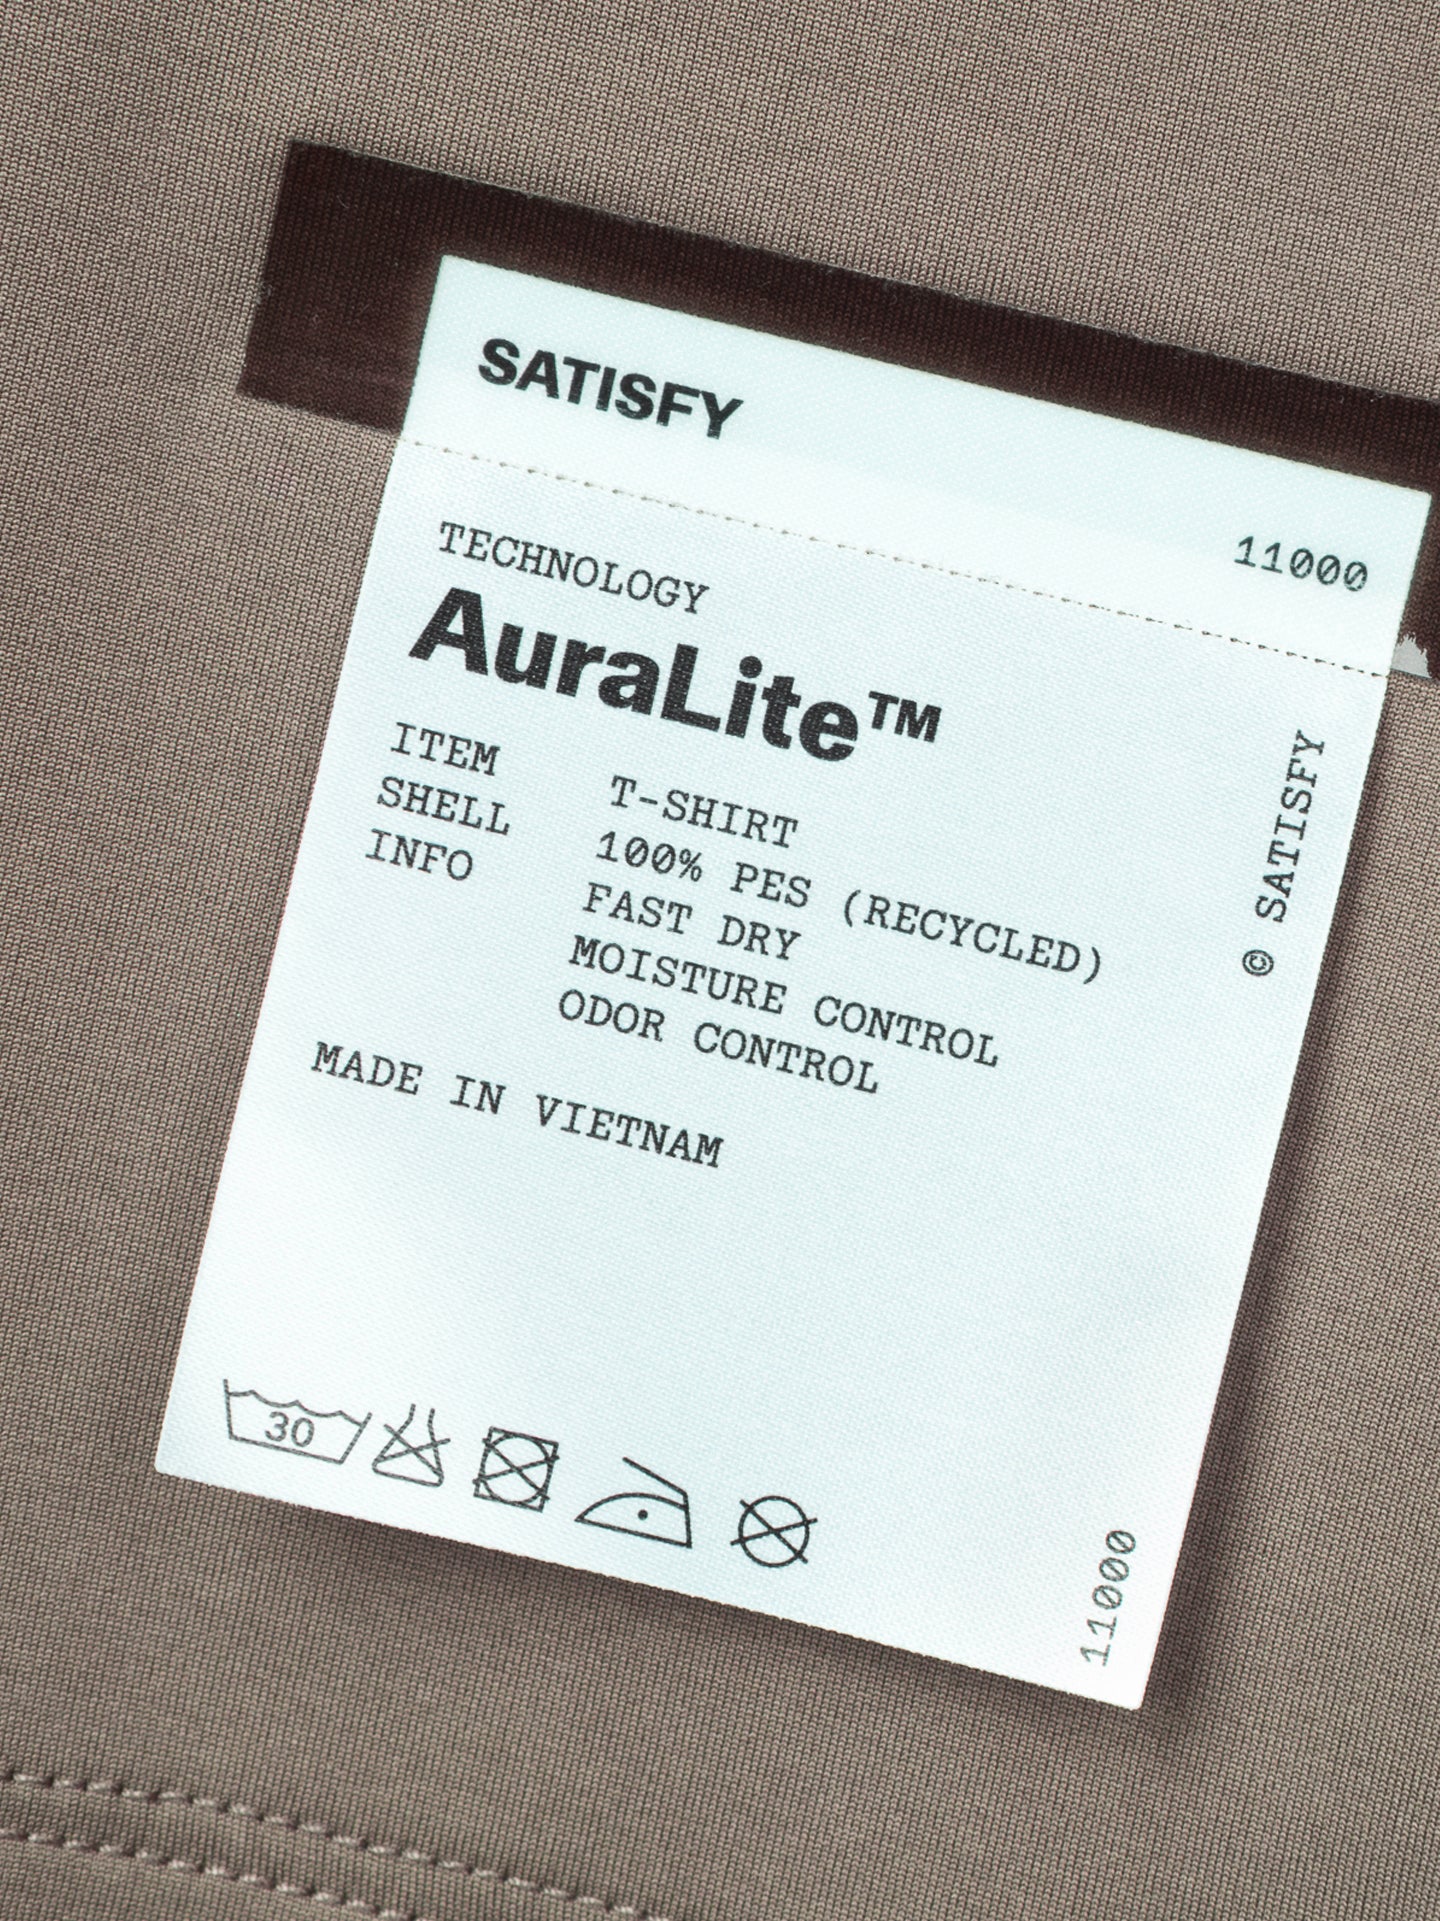 SATISFY
11000
TECHNOLOGY
AuraLite™
ITEM T-SHIRT
SHELL 100% PES (RECYCLED)
INFO FAST DRY
MOISTURE CONTROL
ODOR CONTROL
MADE IN VIETNAM
© SATISFY
30
11000